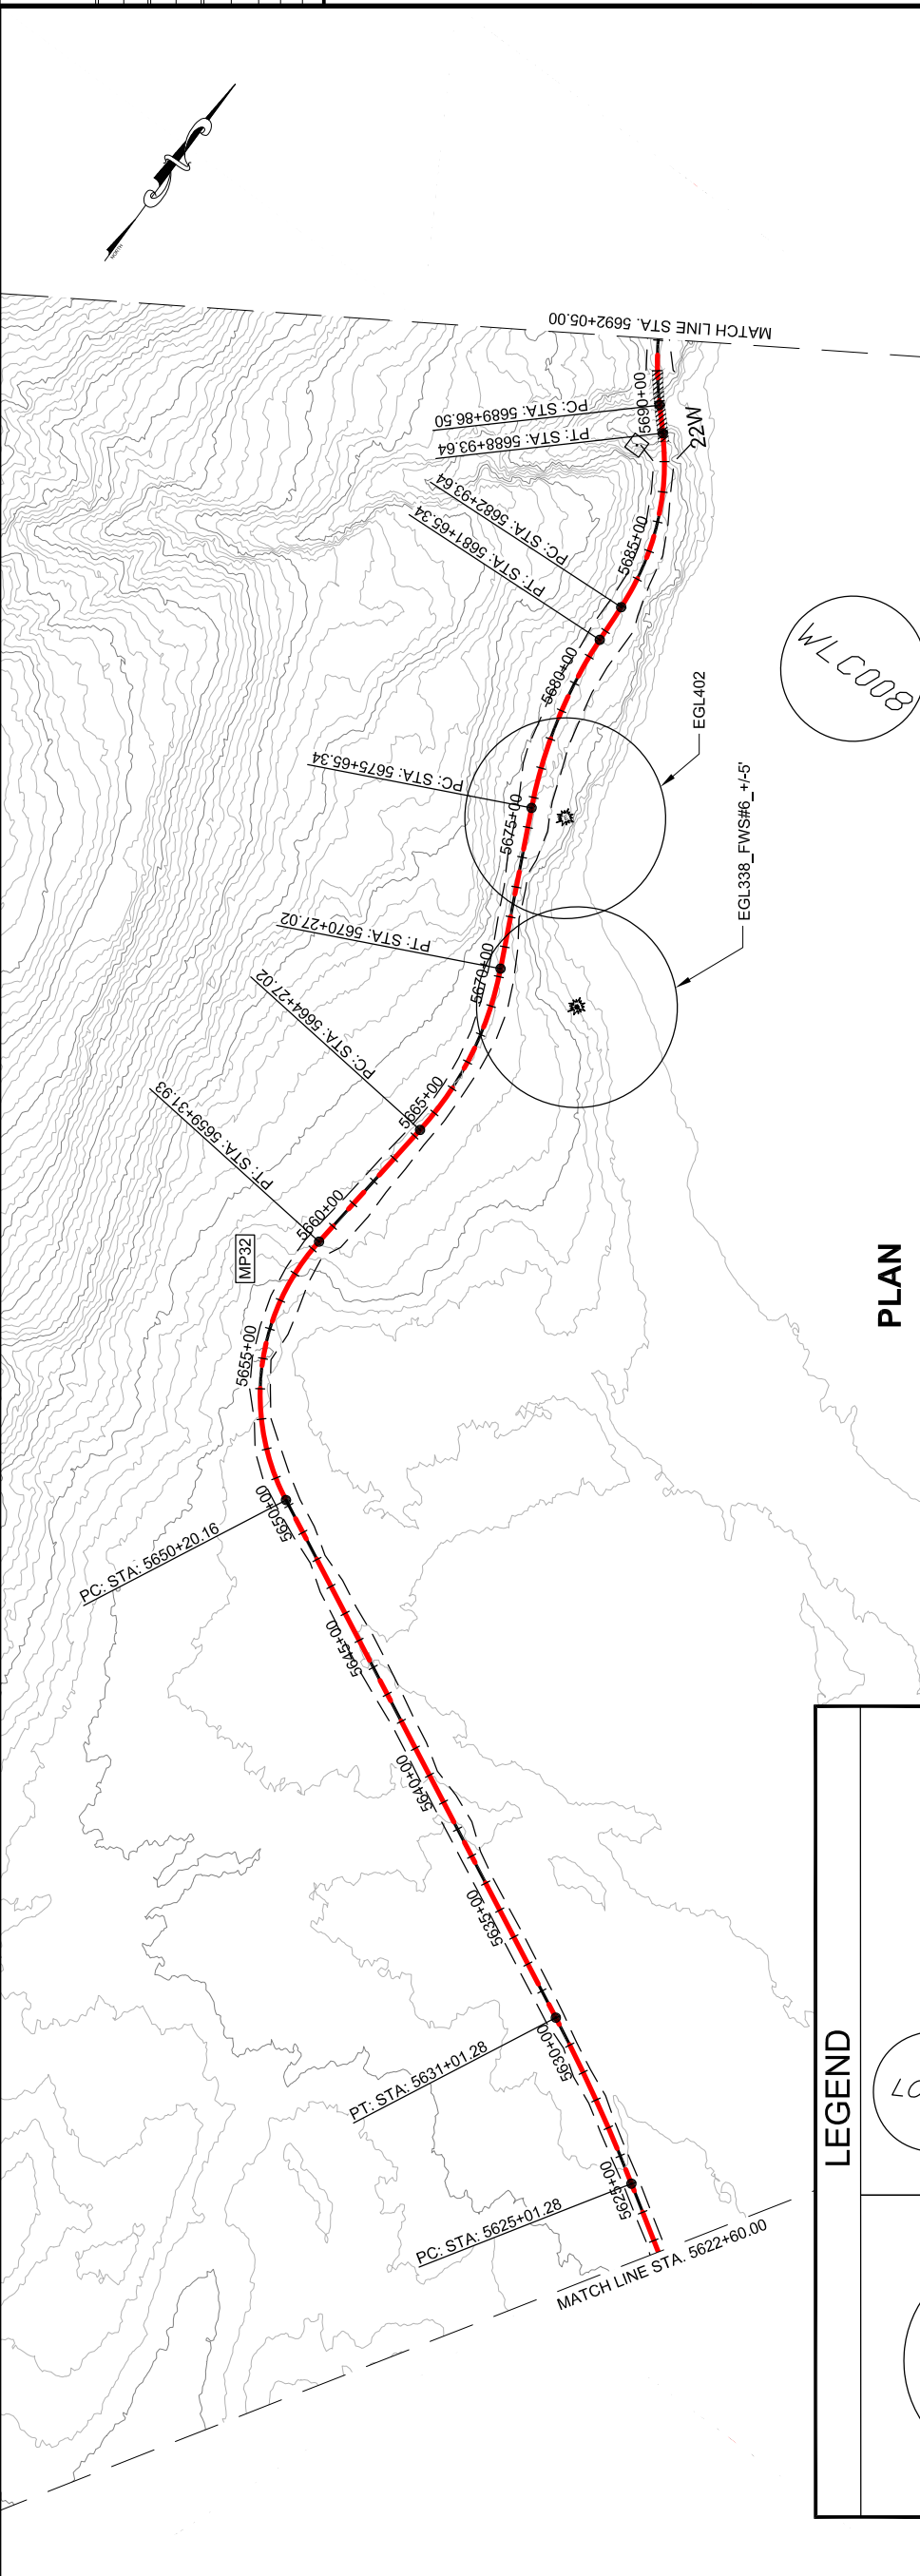 NORTH
MATCH LINE STA. 5692+05.00
5690+00
PC: STA: 5689+86.50
PT: STA: 5688+93.64
22W
PC: STA: 5682+93.64
PT: STA: 5681+65.34
5685+00
5680+00
WLC008
EGL402
PC: STA: 5675+65.34
5675+00
EGL338_FWS#6_+/-5'
PT: STA: 5670+27.02
5670+00
PC: STA: 5664+27.02
5665+00
PT: STA: 5659+31.93
5660+00
MP32
PLAN
5655+00
5650+00
PC: STA: 5650+20.16
5645+00
5640+00
5635+00
5630+00
PT: STA: 5631+01.28
LEGEND
5625+00
PC: STA: 5625+01.28
MATCH LINE STA. 5622+60.00